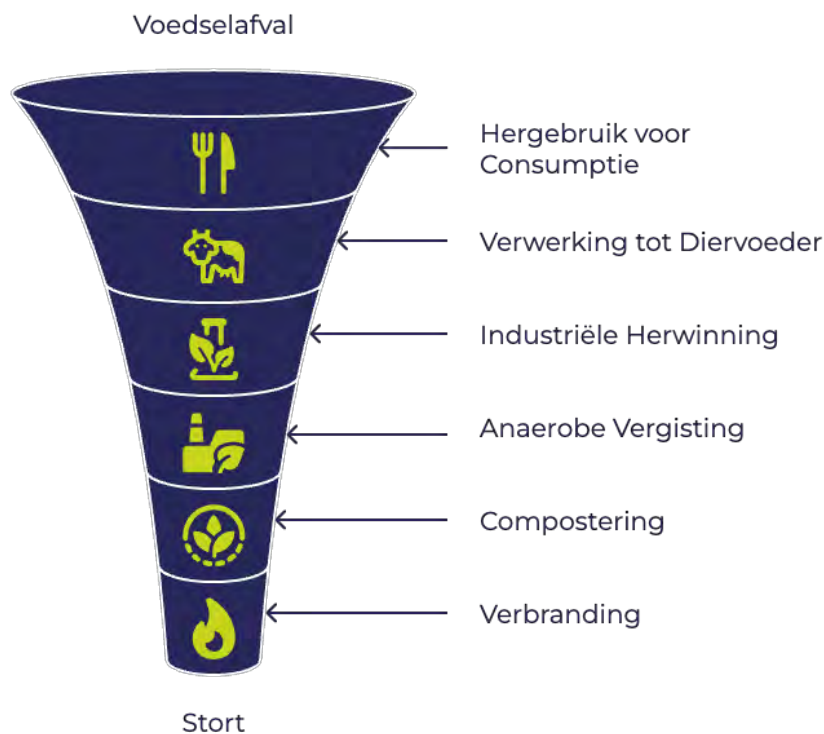 Voedselafval
Hergebruik voor
Consumptie
Verwerking tot Diervoeder
Industriële Herwinning
Anaerobe Vergisting
Compostering
Verbranding
Stort